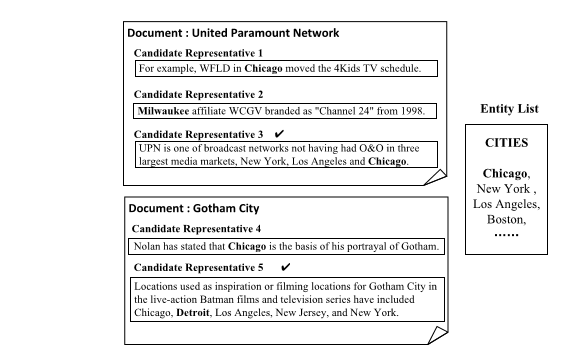 Document : United Paramount Network
Candidate Representative 1
For example, WFLD in Chicago moved the 4Kids TV schedule.
Candidate Representative 2
Milwaukee affiliate WCGV branded as "Channel 24" from 1998.
Candidate Representative 3 ✔
UPN is one of broadcast networks not having had O&O in three
largest media markets, New York, Los Angeles and Chicago.
Document : Gotham City
Candidate Representative 4
Nolan has stated that Chicago is the basis of his portrayal of Gotham.
Candidate Representative 5 ✔
Locations used as inspiration or filming locations for Gotham City in
the live-action Batman films and television series have included
Chicago, Detroit, Los Angeles, New Jersey, and New York.
Entity List
CITIES
Chicago,
New York ,
Los Angeles,
Boston,
......